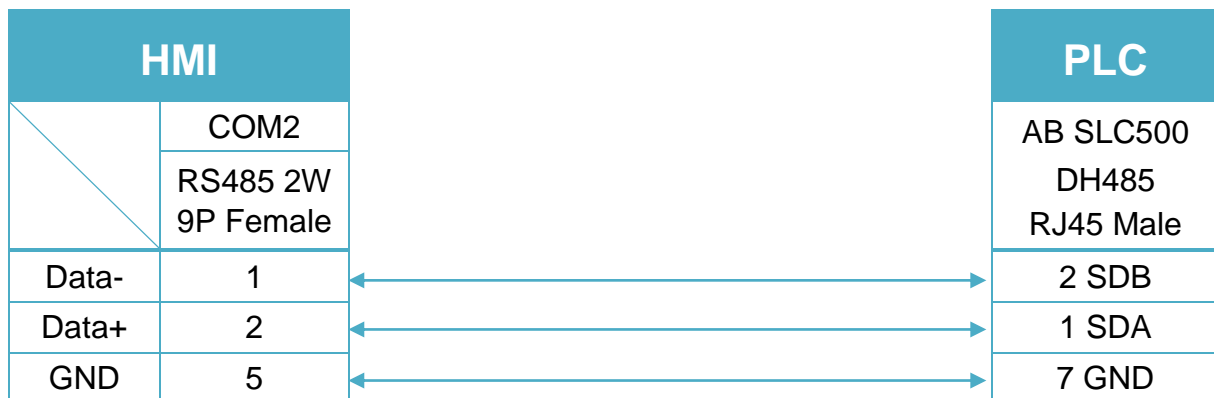 HMI PLC
COM2
RS485 2W
9P Female
AB SLC500
DH485
RJ45 Male
Data- 1 2 SDB
Data+ 2 1 SDA
GND 5 7 GND